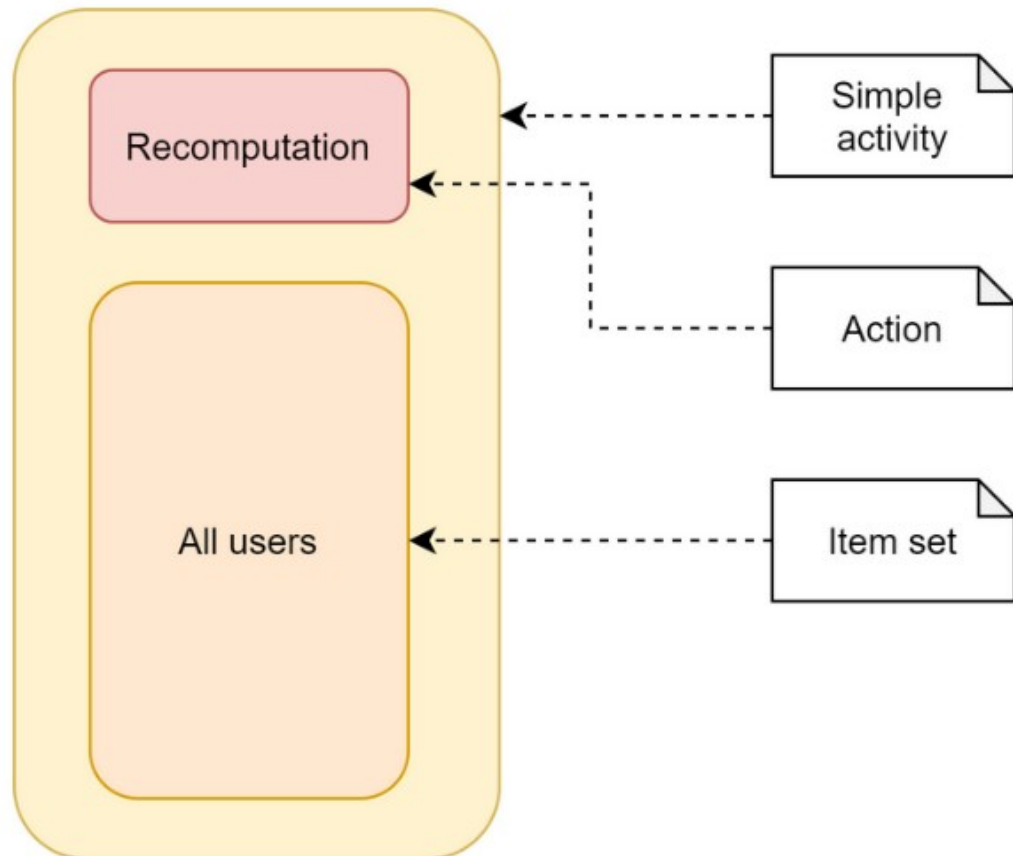 Simple
activity
Recomputation
Action
All users
Item set